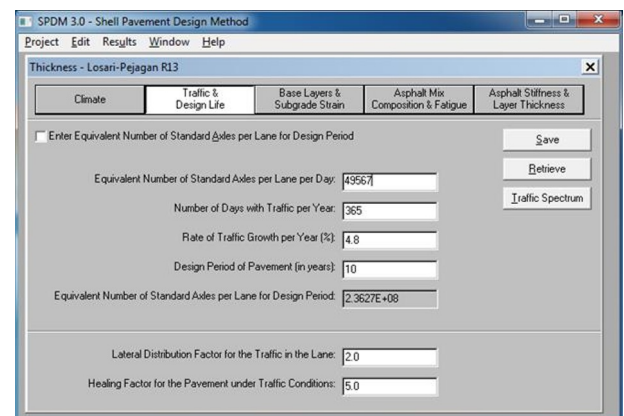 SPDM 3.0 - Shell Pavement Design Method
Project Edit Results Window Help
Thickness - Losari-Pejagan R13
Climate
Traffic &
Design Life
Base Layers &
Subgrade Strain
Asphalt Mix
Composition & Fatigue
Asphalt Stiffness &
Layer Thickness
Enter Equivalent Number of Standard Axles per Lane for Design Period
Save
Retrieve
Traffic Spectrum
Equivalent Number of Standard Axles per Lane per Day: 49567
Number of Days with Traffic per Year: 365
Rate of Traffic Growth per Year (%): 4.8
Design Period of Pavement (in years): 10
Equivalent Number of Standard Axles per Lane for Design Period: 2.3627E+08
Lateral Distribution Factor for the Traffic in the Lane: 2.0
Healing Factor for the Pavement under Traffic Conditions: 5.0